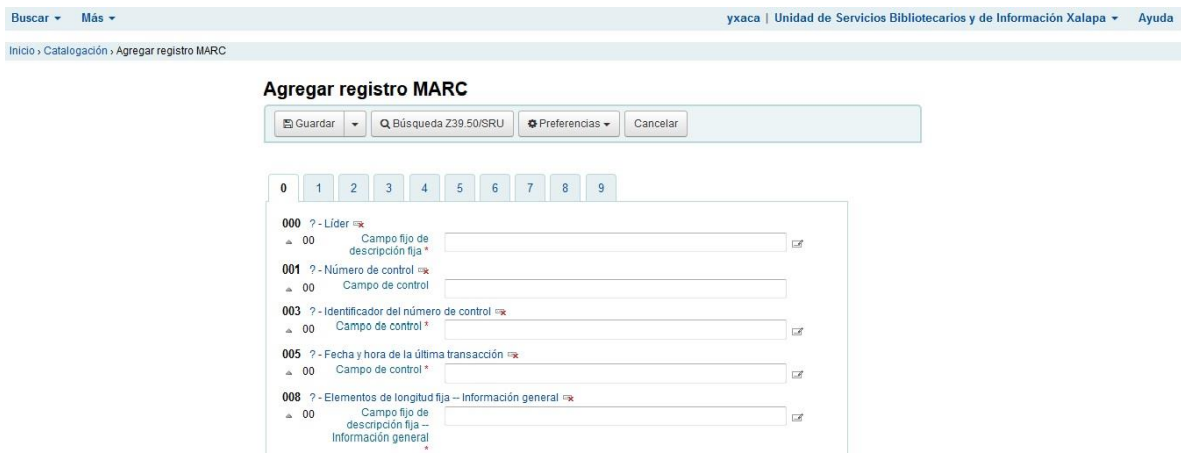 Buscar Más yxaca | Unidad de Servicios Bibliotecarios y de Información Xalapa Ayuda
Inicio › Catalogación › Agregar registro MARC
Agregar registro MARC
Guardar Búsqueda Z39.50/SRU Preferencias Cancelar
0 1 2 3 4 5 6 7 8 9
000 ? - Líder
00 Campo fijo de
descripción fija *
001 ? - Número de control
00 Campo de control
003 ? - Identificador del número de control
00 Campo de control *
005 ? - Fecha y hora de la última transacción
00 Campo de control *
008 ? - Elementos de longitud fija -- Información general
00 Campo fijo de
descripción fija --
Información general
*